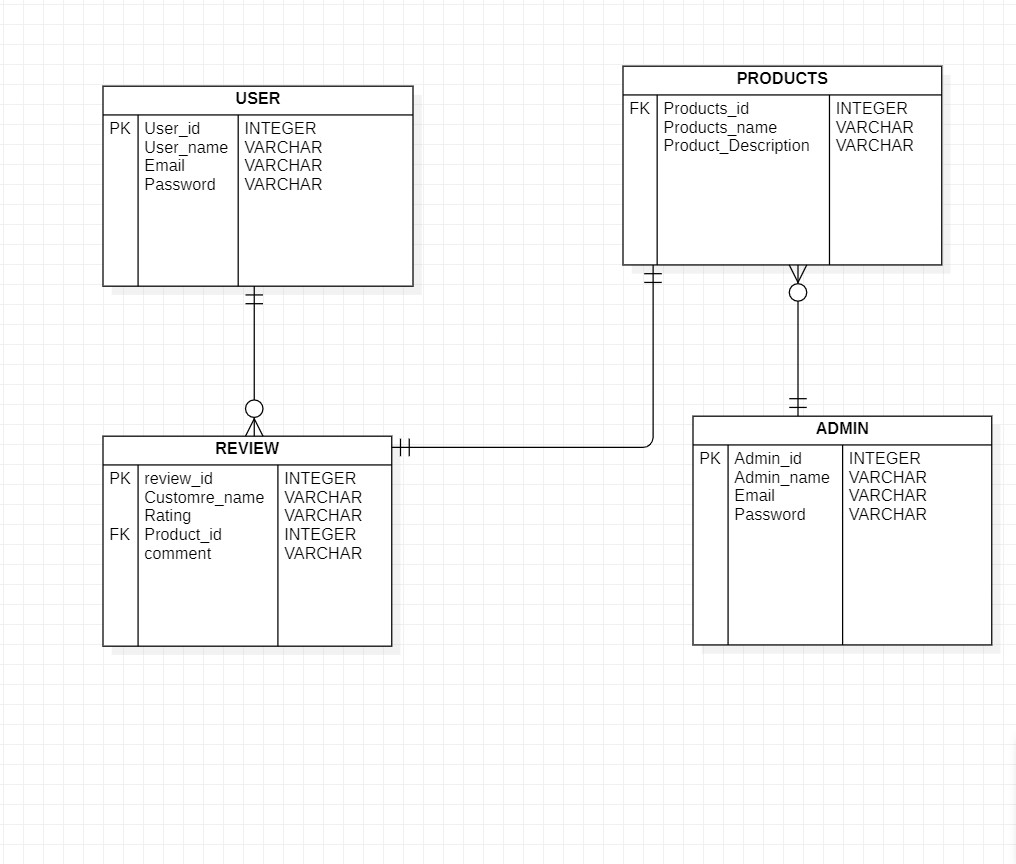 USER
PK User_id INTEGER
User_name VARCHAR
Email VARCHAR
Password VARCHAR
PRODUCTS
FK Products_id INTEGER
Products_name VARCHAR
Product_Description VARCHAR
REVIEW
PK review_id INTEGER
Customre_name VARCHAR
Rating VARCHAR
FK Product_id INTEGER
comment VARCHAR
ADMIN
PK Admin_id INTEGER
Admin_name VARCHAR
Email VARCHAR
Password VARCHAR